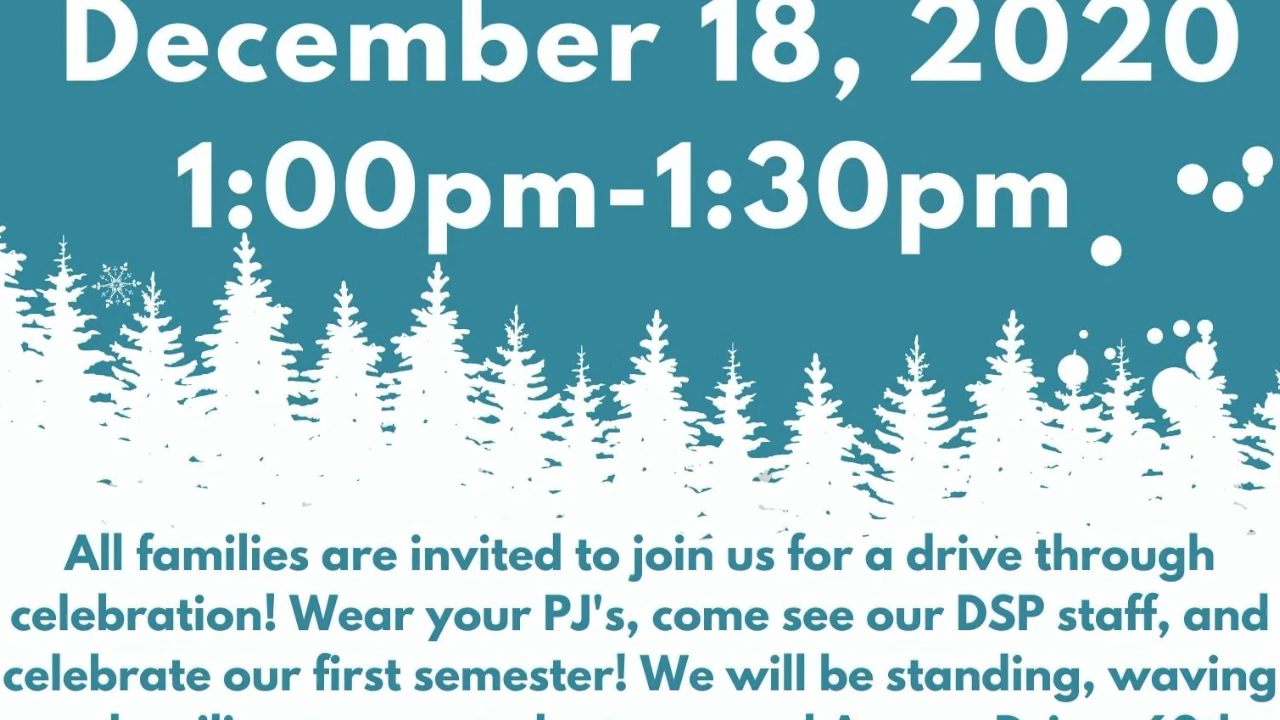 December 18, 2020
1:00pm-1:30pm
All families are invited to join us for a drive through
celebration! Wear your PJ's, come see our DSP staff, and
celebrate our first semester! We will be standing, waving